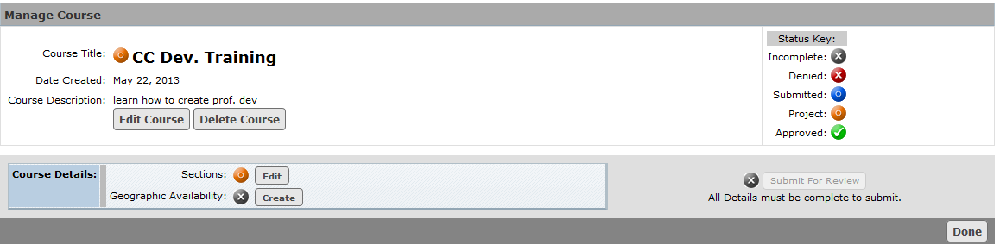 Manage Course
Course Title: CC Dev. Training
Date Created: May 22, 2013
Course Description: learn how to create prof. dev
Edit Course Delete Course
Status Key:
Incomplete:
Denied:
Submitted:
Project:
Approved:
Course Details:
Sections: Edit
Geographic Availability: Create
Submit For Review
All Details must be complete to submit.
Done